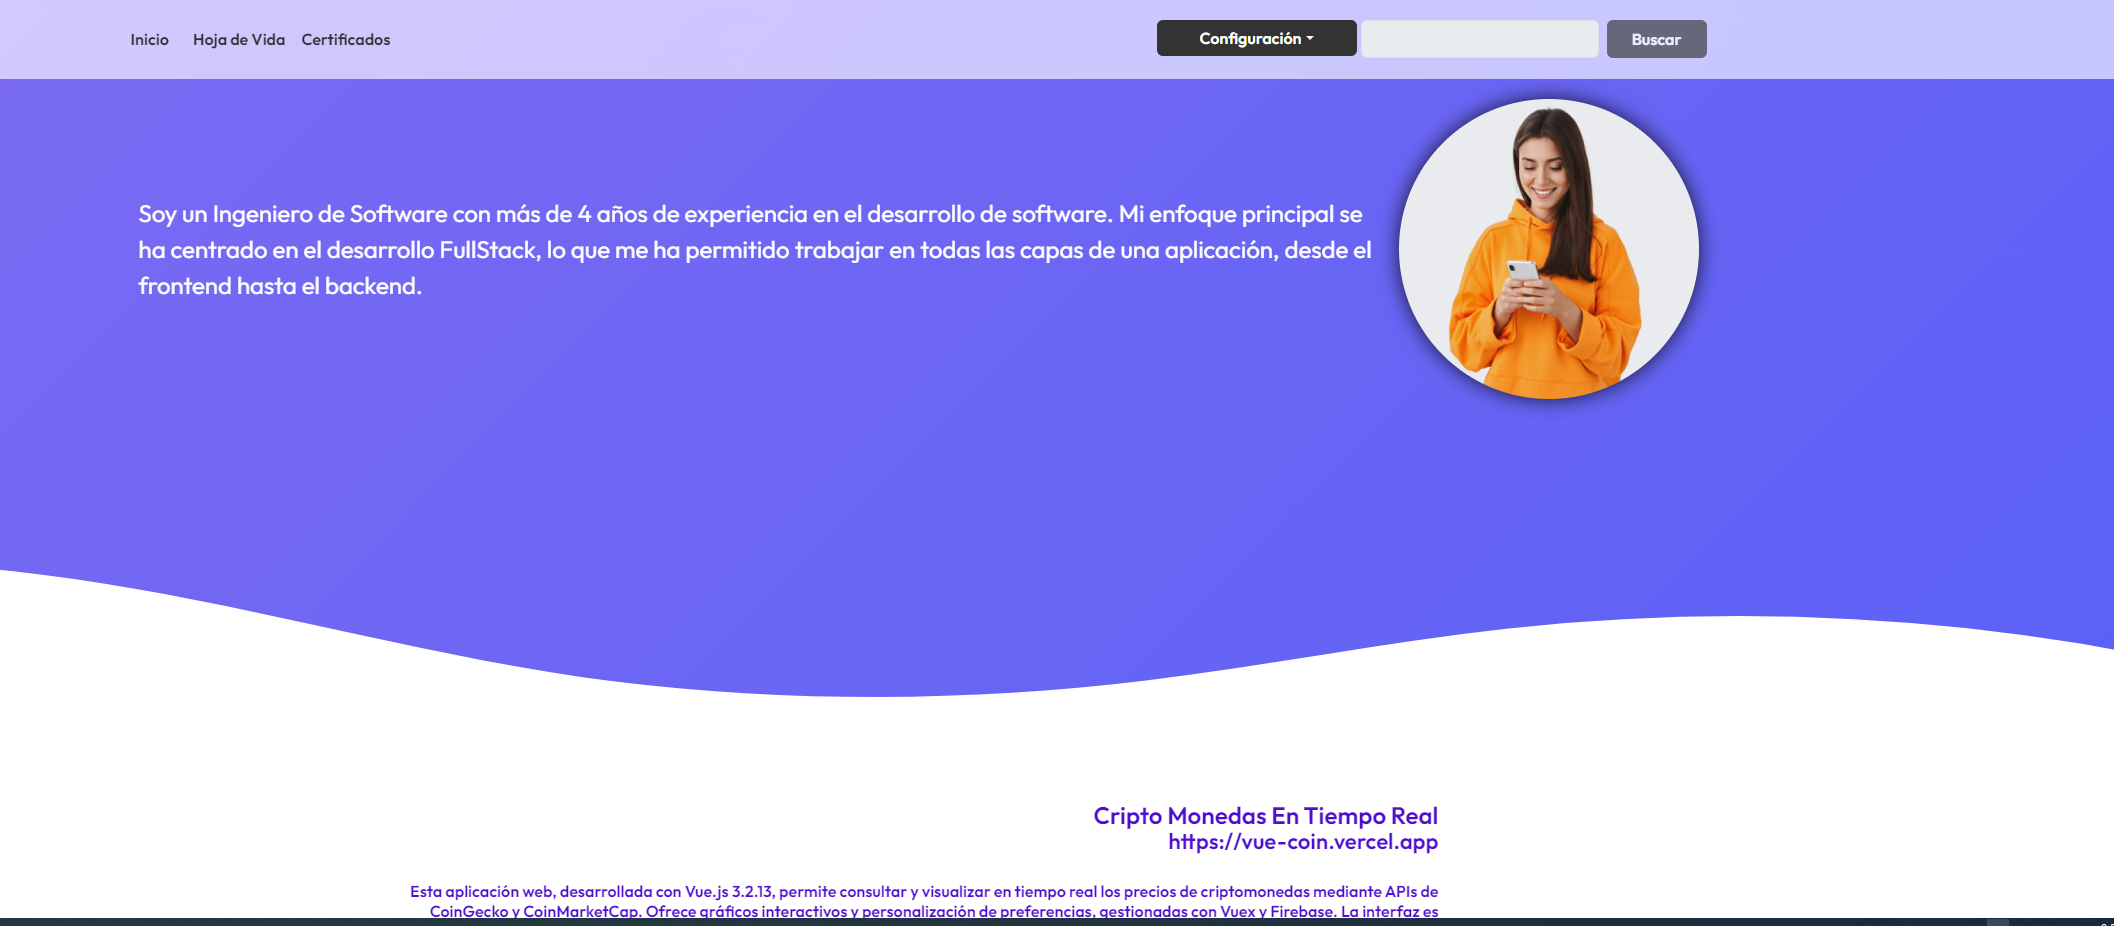 Inicio Hoja de Vida Certificados Configuración Buscar
Soy un Ingeniero de Software con más de 4 años de experiencia en el desarrollo de software. Mi enfoque principal se
ha centrado en el desarrollo FullStack, lo que me ha permitido trabajar en todas las capas de una aplicación, desde el
frontend hasta el backend.
Cripto Monedas En Tiempo Real
https://vue-coin.vercel.app
Esta aplicación web, desarrollada con Vue.js 3.2.13, permite consultar y visualizar en tiempo real los precios de criptomonedas mediante APIs de
CoinGecko y CoinMarketCap. Ofrece gráficos interactivos y personalización de preferencias, gestionadas con Vuex y Firebase. La interfaz es